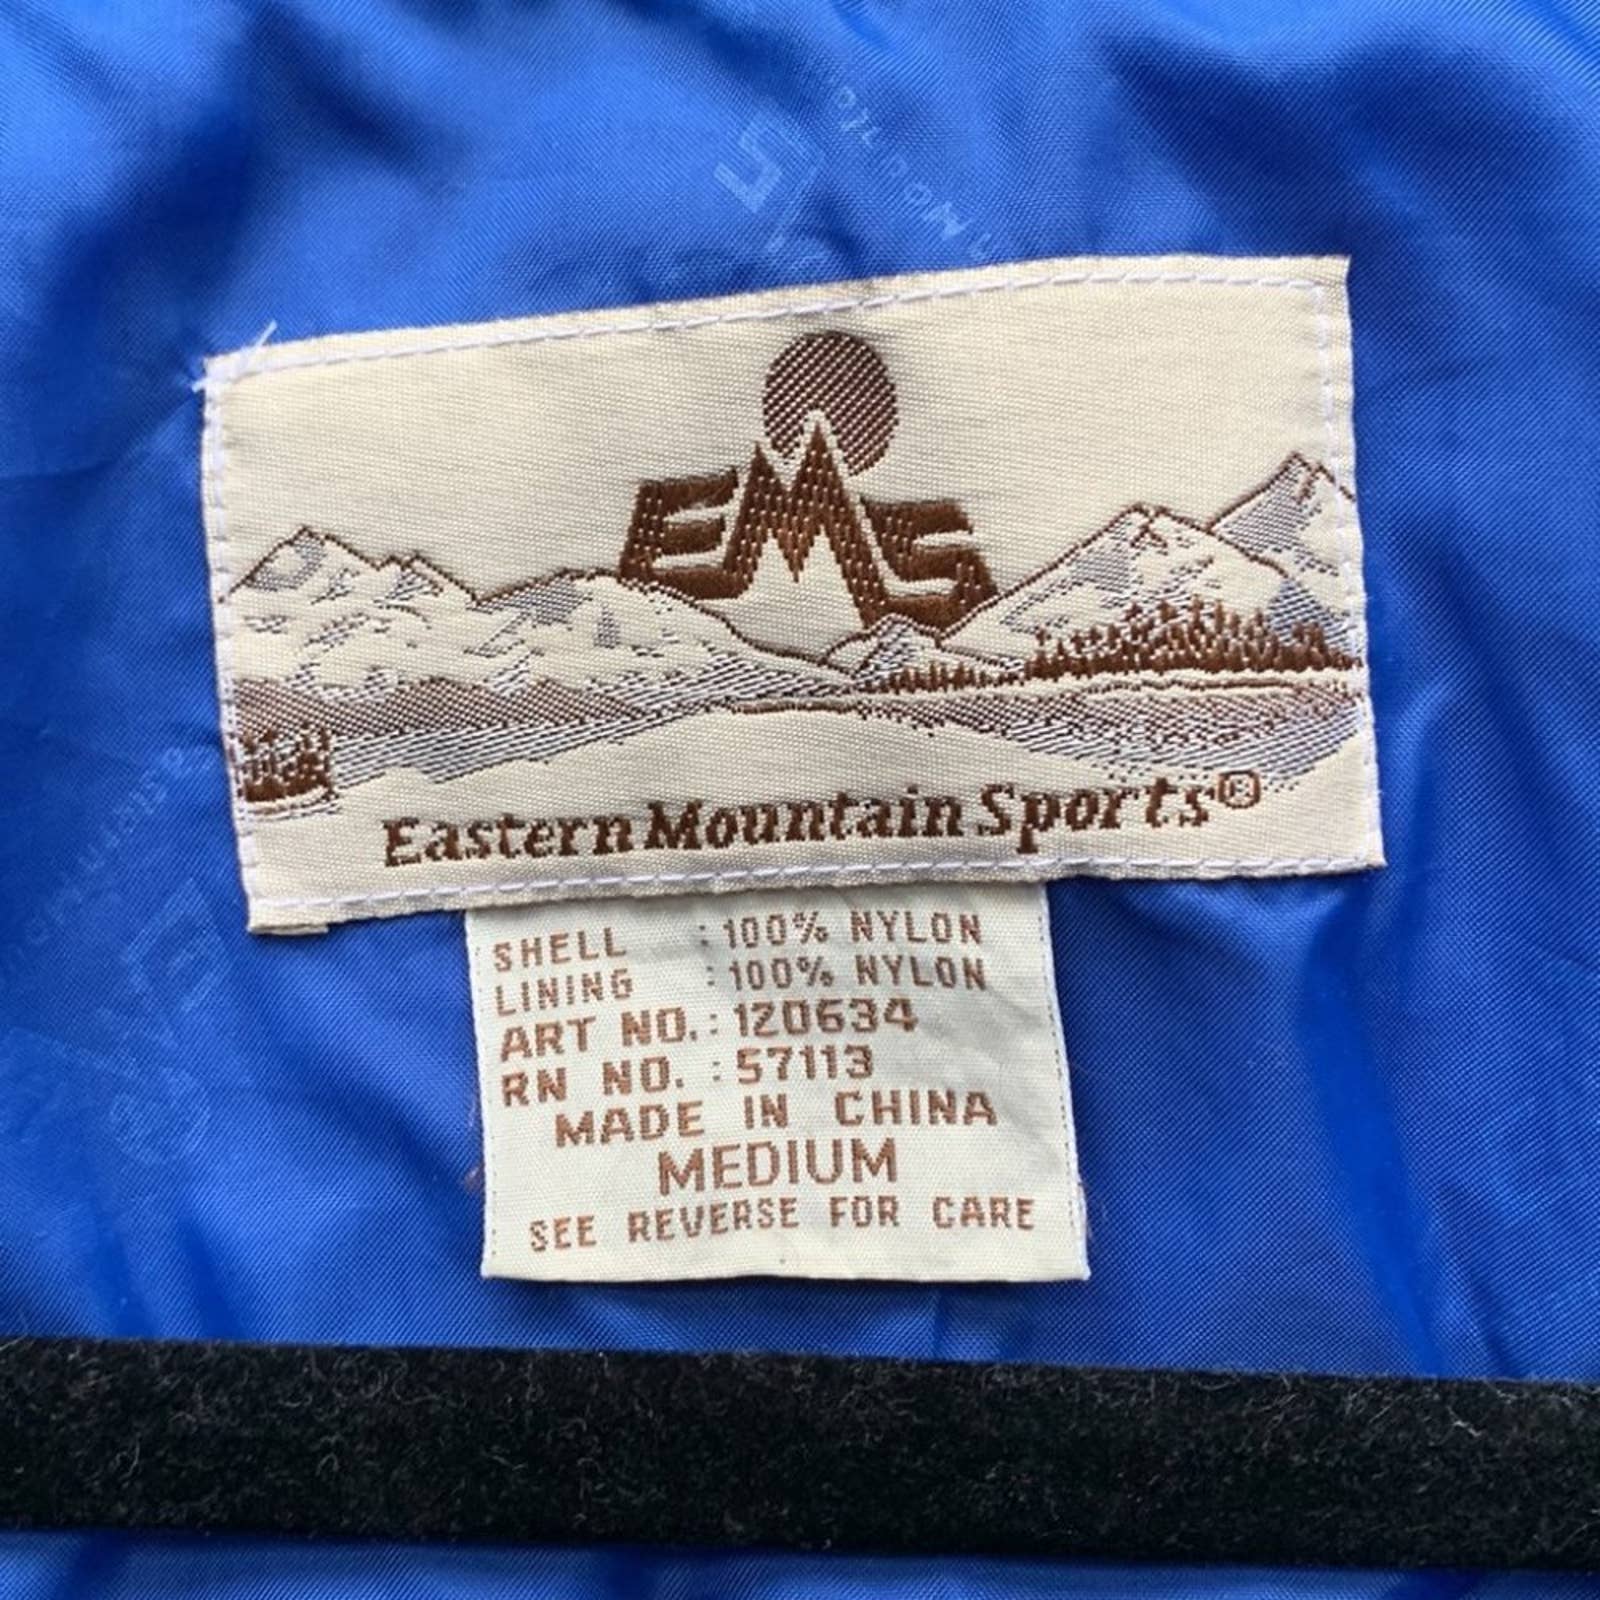 EMS
Eastern Mountain Sports®
SHELL : 100% NYLON
LINING : 100% NYLON
ART NO. : 120634
RN NO. : 57113
MADE IN CHINA
MEDIUM
SEE REVERSE FOR CARE